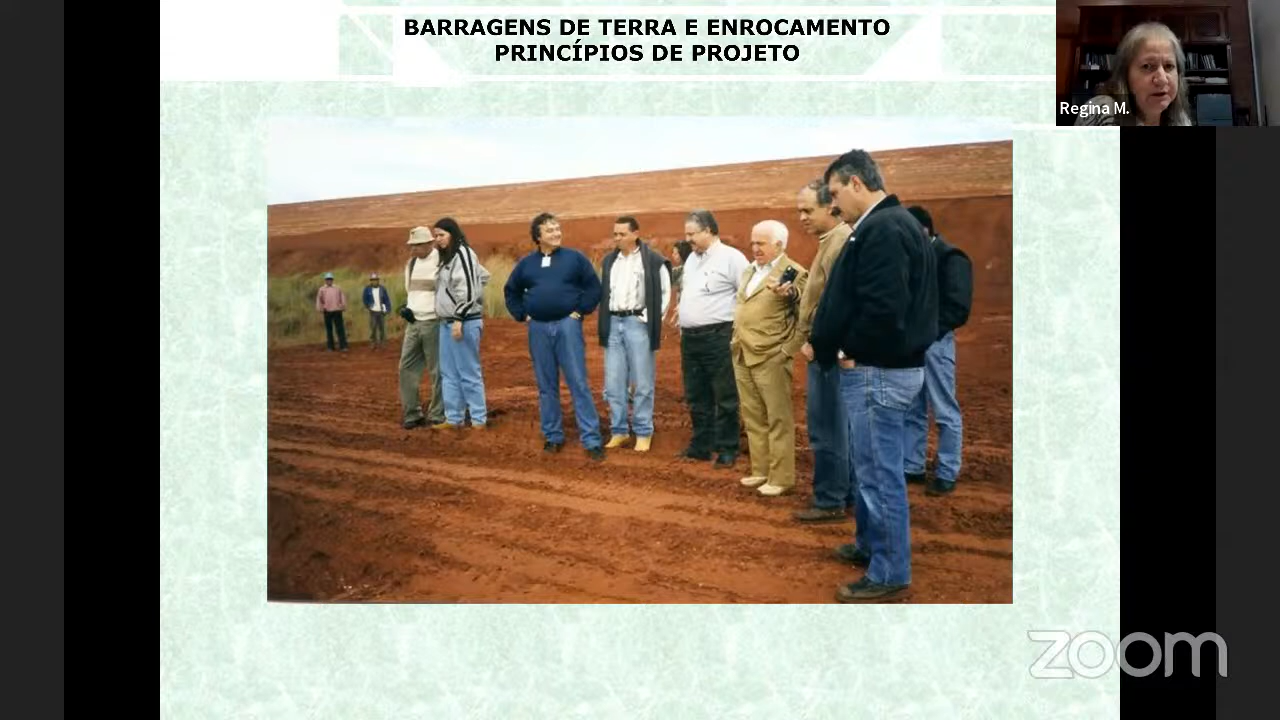 BARRAGENS DE TERRA E ENROCAMENTO
PRINCÍPIOS DE PROJETO
Regina M.
zoom